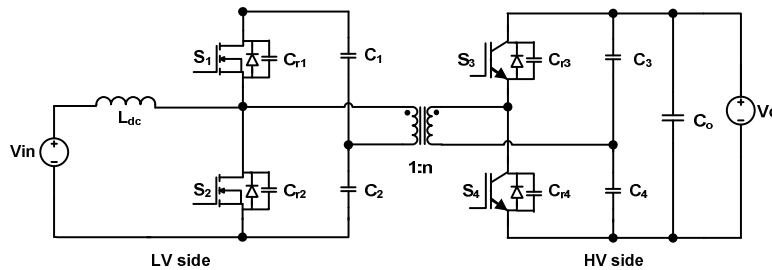 S1
Cr1
C1
S3
Cr3
C3
Ldc
Vin
Co
1:n
S2
Cr2
C2
S4
Cr4
C4
LV side
HV side